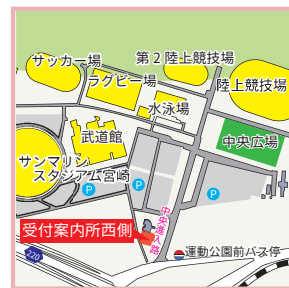 サッカー場
第2陸上競技場
ラグビー場
陸上競技場
水泳場
武道館
中央広場
サンマリン
スタジアム宮崎
P
P
P
中央進入路
受付案内所西側
220
運動公園前バス停